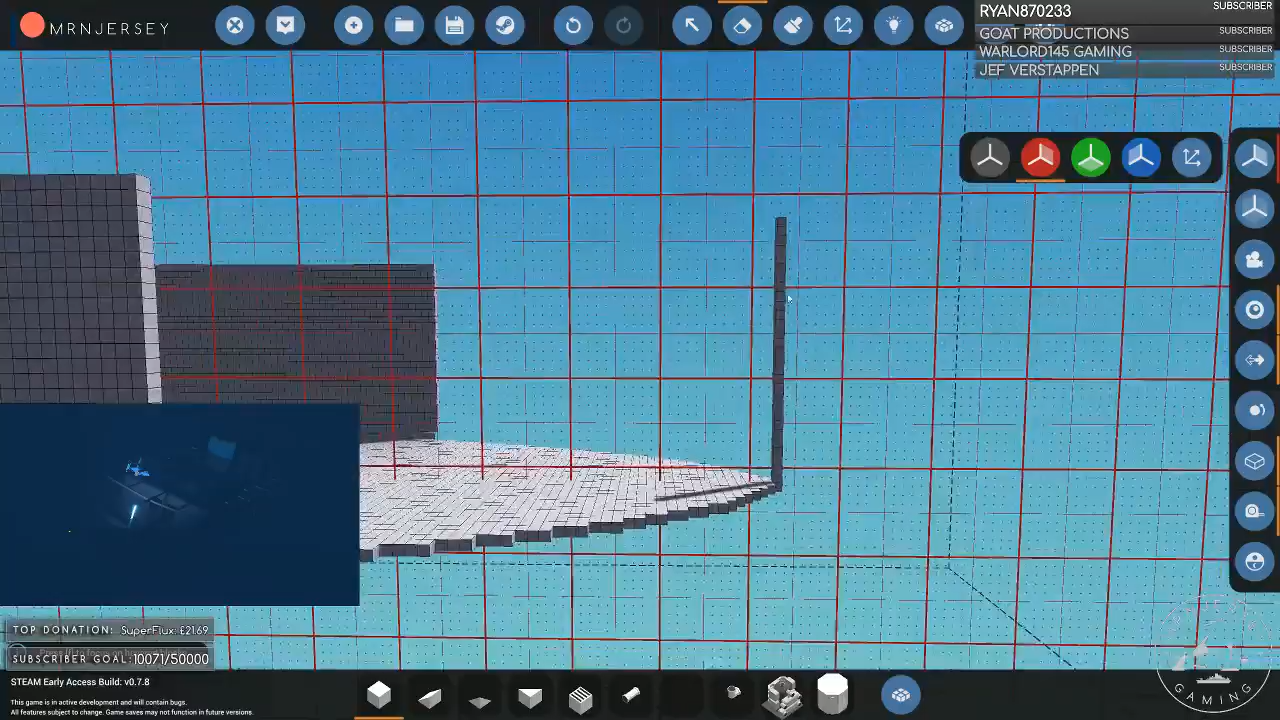 MRNJERSEY
RYAN870233 SUBSCRIBER
GOAT PRODUCTIONS SUBSCRIBER
WARLORD145 GAMING SUBSCRIBER
JEF VERSTAPPEN SUBSCRIBER
TOP DONATION: SuperFlux: £21.69
SUBSCRIBER GOAL: 10071/50000
STEAM Early Access Build: v0.7.8
This game is in active development and will contain bugs.
All features subject to change. Game saves may not function in future versions.
GAMING